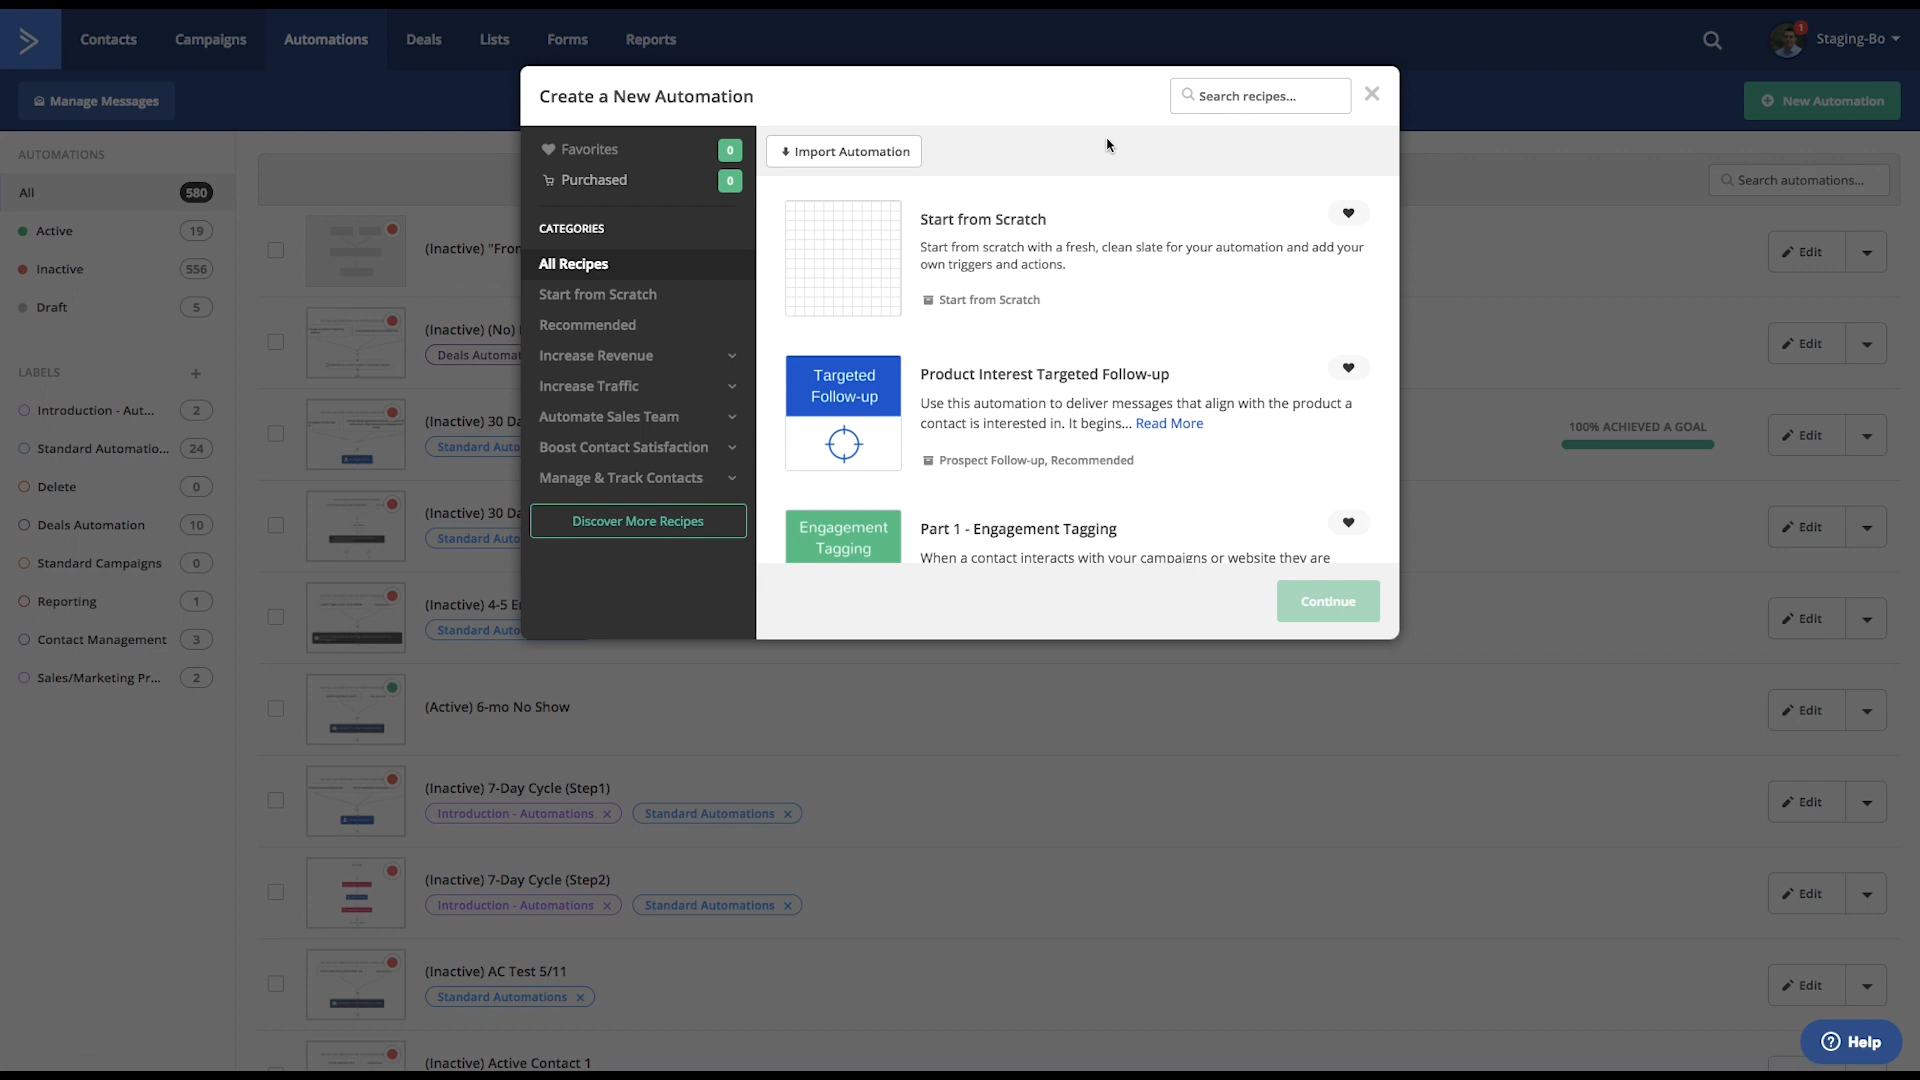 Contacts
Campaigns
Automations
Deals
Lists
Forms
Reports
1
Staging-Bo
Manage Messages
New Automation
Create a New Automation
Search recipes...
Favorites 0
Purchased 0
CATEGORIES
All Recipes
Start from Scratch
Recommended
Increase Revenue
Increase Traffic
Automate Sales Team
Boost Contact Satisfaction
Manage & Track Contacts
Discover More Recipes
Import Automation
Start from Scratch
Start from scratch with a fresh, clean slate for your automation and add your
own triggers and actions.
Start from Scratch
Targeted
Follow-up
Product Interest Targeted Follow-up
Use this automation to deliver messages that align with the product a
contact is interested in. It begins... Read More
Prospect Follow-up, Recommended
Engagement
Tagging
Part 1 - Engagement Tagging
When a contact interacts with your campaigns or website they are
Continue
AUTOMATIONS
All 580
Active 19
Inactive 556
Draft 5
LABELS
Introduction - Aut... 2
Standard Automatio... 24
Delete 0
Deals Automation 10
Standard Campaigns 0
Reporting 1
Contact Management 3
Sales/Marketing Pr... 2
Search automations...
(Inactive) "Fro
Edit
(Inactive) (No)
Deals Automat
Edit
(Inactive) 30 Da
Standard Auto
100% ACHIEVED A GOAL
Edit
(Inactive) 30 Da
Standard Auto
Edit
(Inactive) 4-5 E
Standard Auto
Edit
(Active) 6-mo No Show
Edit
(Inactive) 7-Day Cycle (Step1)
Introduction - Automations
Standard Automations
Edit
(Inactive) 7-Day Cycle (Step2)
Introduction - Automations
Standard Automations
Edit
(Inactive) AC Test 5/11
Standard Automations
Edit
(Inactive) Active Contact 1
Help